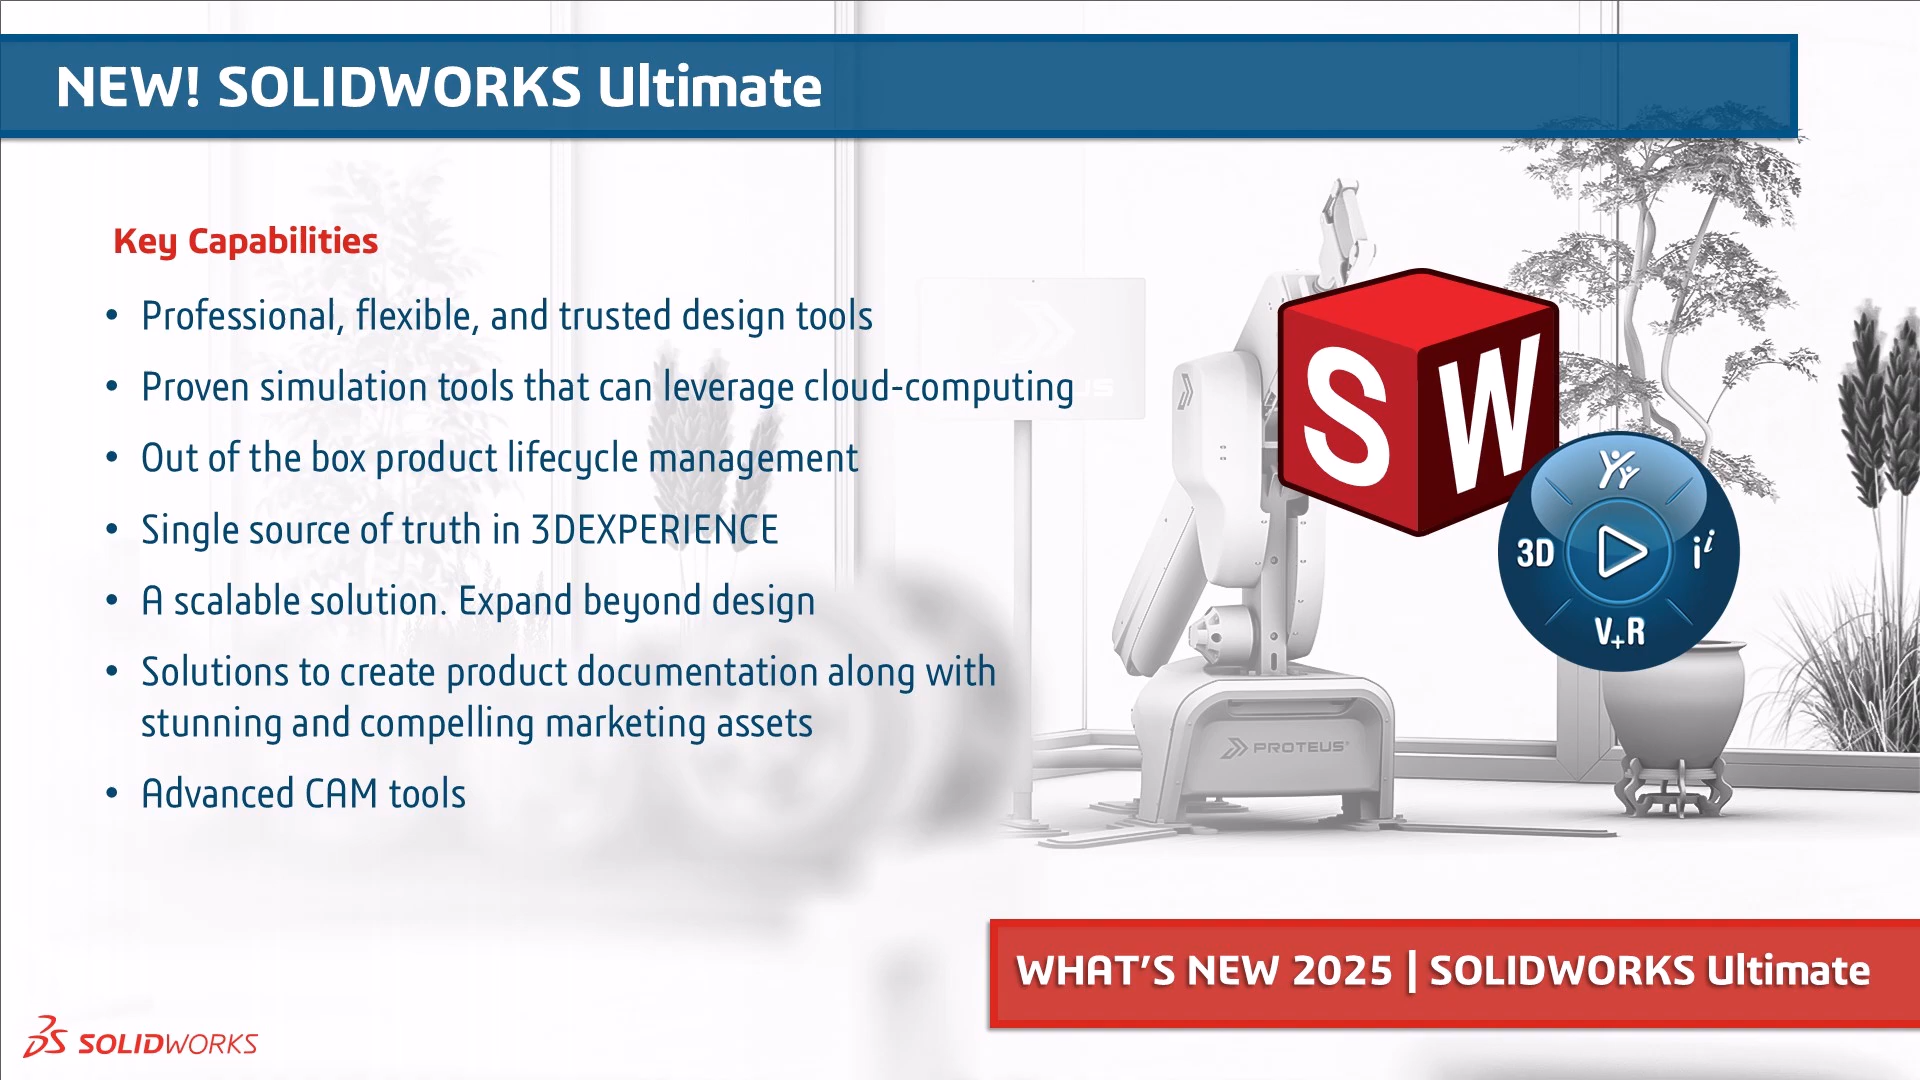 NEW! SOLIDWORKS Ultimate
Key Capabilities
• Professional, flexible, and trusted design tools
• Proven simulation tools that can leverage cloud-computing
• Out of the box product lifecycle management
• Single source of truth in 3DEXPERIENCE
• A scalable solution. Expand beyond design
• Solutions to create product documentation along with
stunning and compelling marketing assets
• Advanced CAM tools
SW
3D
i i
V+R
PROTEUS
WHAT'S NEW 2025 | SOLIDWORKS Ultimate
3DS SOLIDWORKS